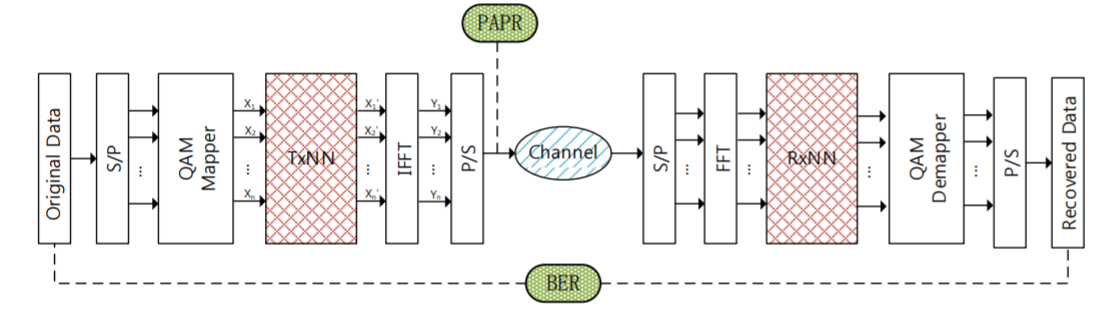 PAPR
Original Data
S/P
...
QAM
Mapper
X₁
X₂
...
Xₙ
TxNN
X₁'
X₂'
...
Xₙ'
IFFT
Y₁
Y₂
...
Yₙ
P/S
Channel
S/P
...
FFT
...
RxNN
...
QAM
Demapper
...
P/S
Recovered Data
BER